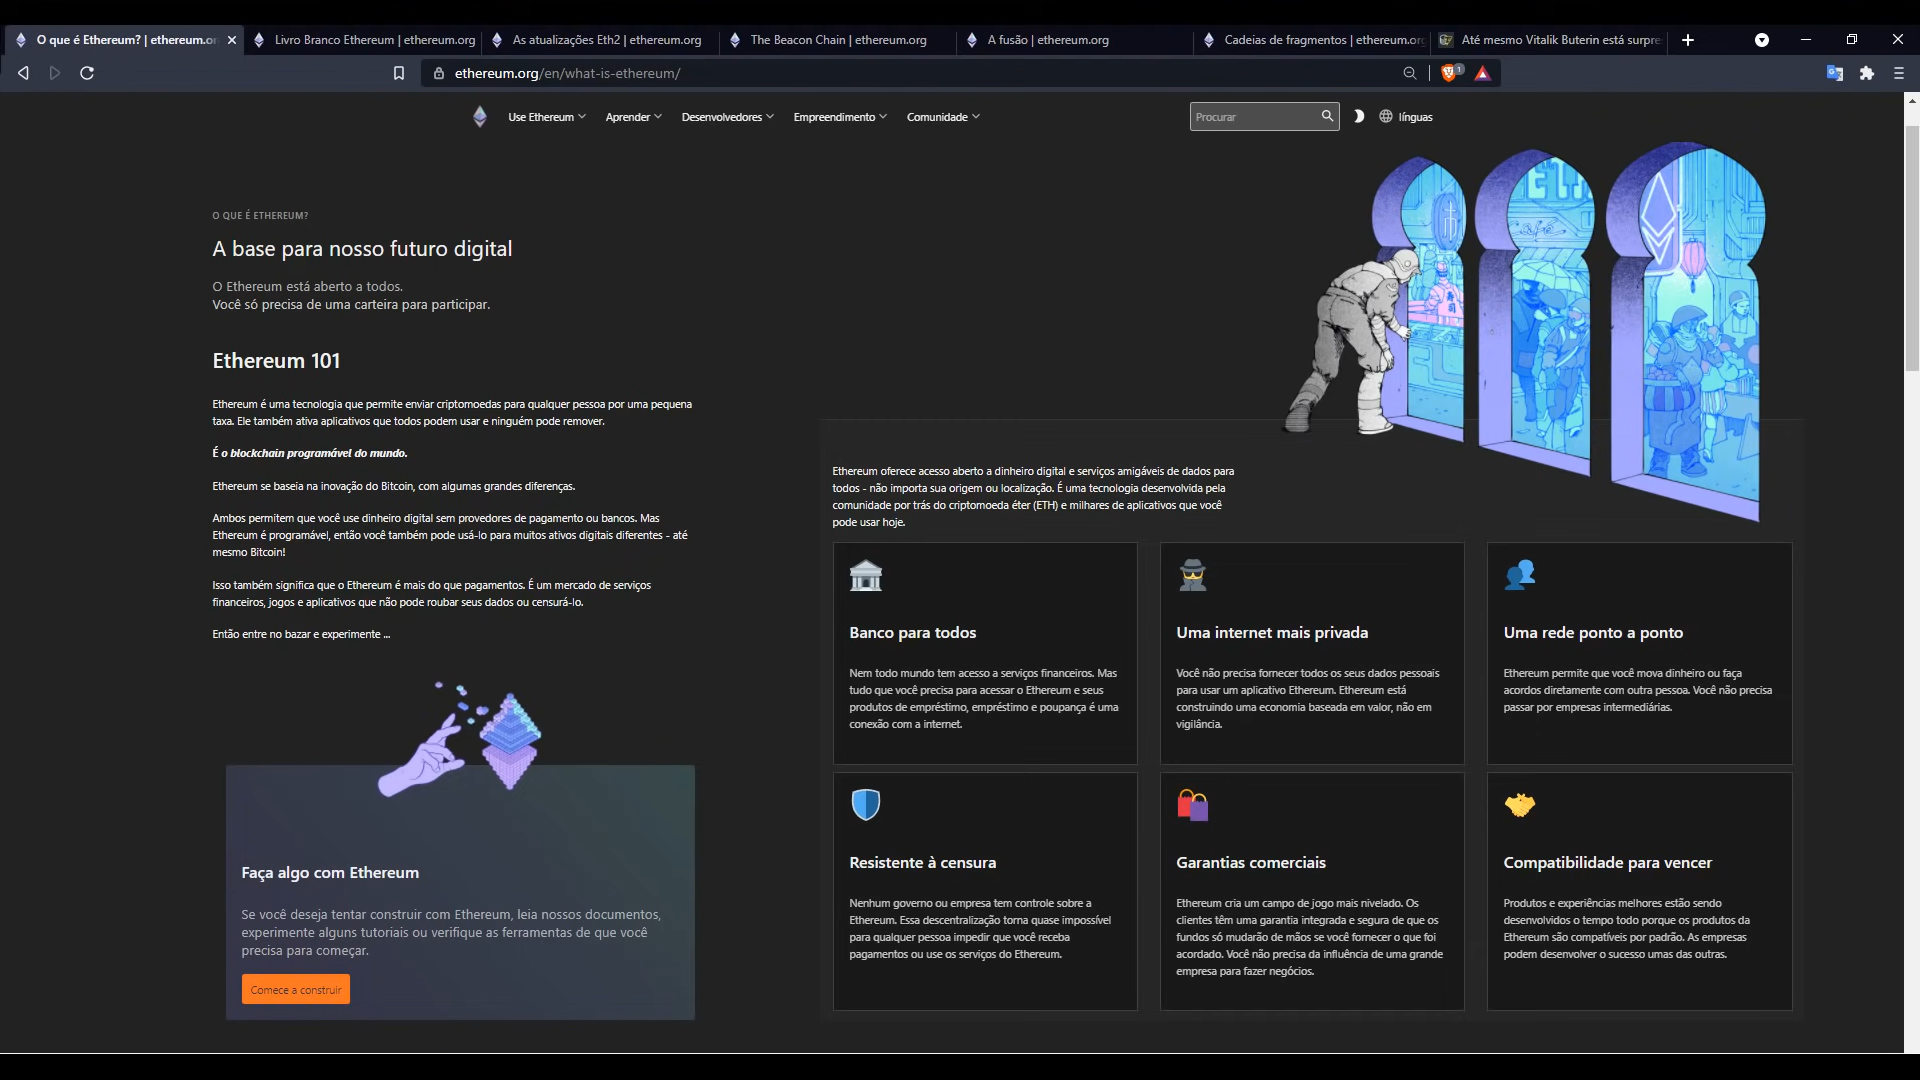 O que é Ethereum? | ethereum.or
Livro Branco Ethereum | ethereum.org
As atualizações Eth2 | ethereum.org
The Beacon Chain | ethereum.org
A fusão | ethereum.org
Cadeias de fragmentos | ethereum.org
Até mesmo Vitalik Buterin está surpre
ethereum.org/en/what-is-ethereum/
1
Use Ethereum
Aprender
Desenvolvedores
Empreendimento
Comunidade
Procurar
línguas
O QUE É ETHEREUM?
A base para nosso futuro digital
O Ethereum está aberto a todos.
Você só precisa de uma carteira para participar.
Ethereum 101
Ethereum é uma tecnologia que permite enviar criptomoedas para qualquer pessoa por uma pequena
taxa. Ele também ativa aplicativos que todos podem usar e ninguém pode remover.
É o blockchain programável do mundo.
Ethereum se baseia na inovação do Bitcoin, com algumas grandes diferenças.
Ambos permitem que você use dinheiro digital sem provedores de pagamento ou bancos. Mas
Ethereum é programável, então você também pode usá-lo para muitos ativos digitais diferentes - até
mesmo Bitcoin!
Isso também significa que o Ethereum é mais do que pagamentos. É um mercado de serviços
financeiros, jogos e aplicativos que não pode roubar seus dados ou censurá-lo.
Então entre no bazar e experimente ...
Faça algo com Ethereum
Se você deseja tentar construir com Ethereum, leia nossos documentos,
experimente alguns tutoriais ou verifique as ferramentas de que você
precisa para começar.
Comece a construir
Ethereum oferece acesso aberto a dinheiro digital e serviços amigáveis de dados para
todos - não importa sua origem ou localização. É uma tecnologia desenvolvida pela
comunidade por trás do criptomoeda éter (ETH) e milhares de aplicativos que você
pode usar hoje.
Banco para todos
Nem todo mundo tem acesso a serviços financeiros. Mas
tudo que você precisa para acessar o Ethereum e seus
produtos de empréstimo, empréstimo e poupança é uma
conexão com a internet.
Uma internet mais privada
Você não precisa fornecer todos os seus dados pessoais
para usar um aplicativo Ethereum. Ethereum está
construindo uma economia baseada em valor, não em
vigilância.
Uma rede ponto a ponto
Ethereum permite que você mova dinheiro ou faça
acordos diretamente com outra pessoa. Você não precisa
passar por empresas intermediárias.
Resistente à censura
Nenhum governo ou empresa tem controle sobre a
Ethereum. Essa descentralização torna quase impossível
para qualquer pessoa impedir que você receba
pagamentos ou use os serviços do Ethereum.
Garantias comerciais
Ethereum cria um campo de jogo mais nivelado. Os
clientes têm uma garantia integrada e segura de que os
fundos só mudarão de mãos se você fornecer o que foi
acordado. Você não precisa da influência de uma grande
empresa para fazer negócios.
Compatibilidade para vencer
Produtos e experiências melhores estão sendo
desenvolvidos o tempo todo porque os produtos da
Ethereum são compatíveis por padrão. As empresas
podem desenvolver o sucesso umas das outras.